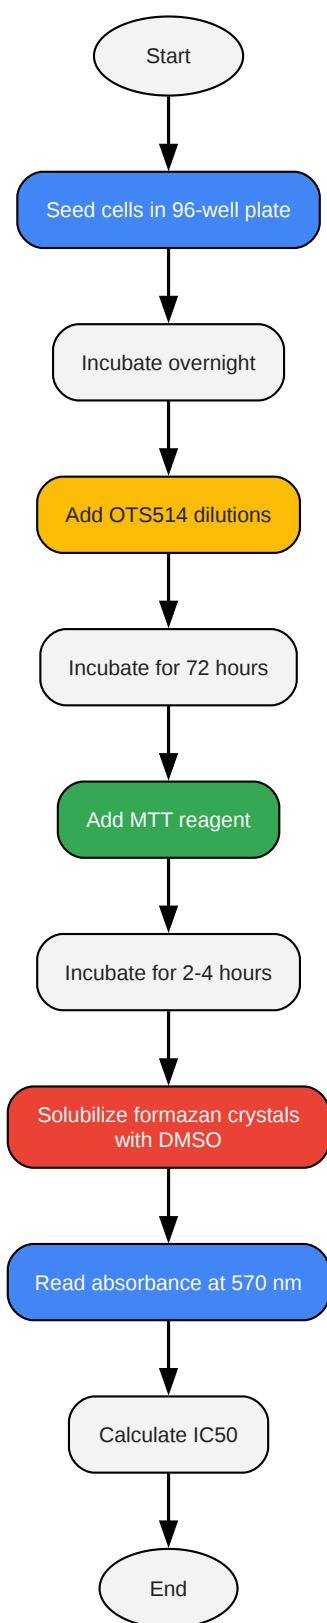 Start
Seed cells in 96-well plate
Incubate overnight
Add OTS514 dilutions
Incubate for 72 hours
Add MTT reagent
Incubate for 2-4 hours
Solubilize formazan crystals
with DMSO
Read absorbance at 570 nm
Calculate IC50
End